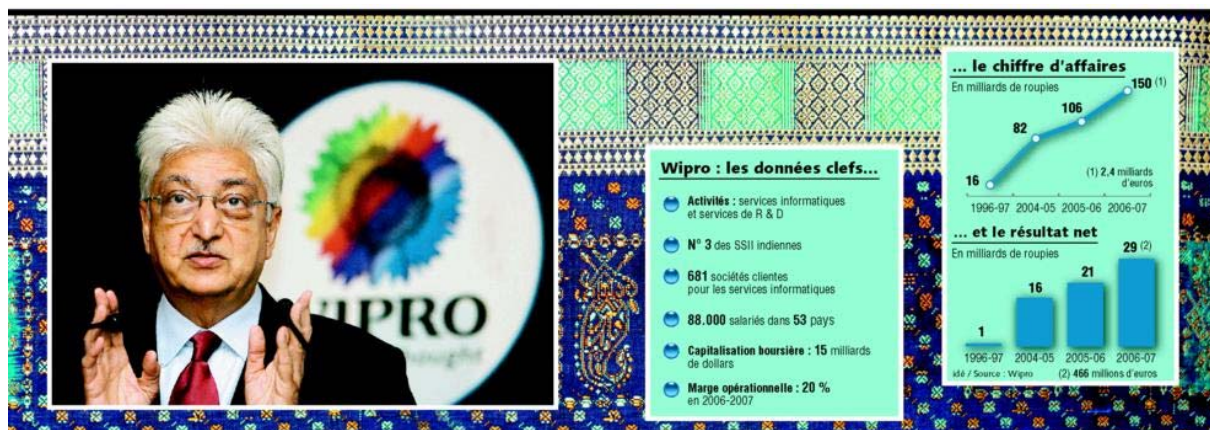 WIPRO
thought
Wipro : les données clefs...
Activités : services informatiques
et services de R & D
N° 3 des SSII indiennes
681 sociétés clientes
pour les services informatiques
88.000 salariés dans 53 pays
Capitalisation boursière : 15 milliards
de dollars
Marge opérationnelle : 20 %
en 2006-2007
... le chiffre d'affaires
En milliards de roupies
150 (1)
106
82
16
(1) 2,4 milliards
d'euros
1996-97 2004-05 2005-06 2006-07
... et le résultat net
En milliards de roupies
29 (2)
21
16
1
1996-97 2004-05 2005-06 2006-07
idé / Source : Wipro (2) 466 millions d'euros